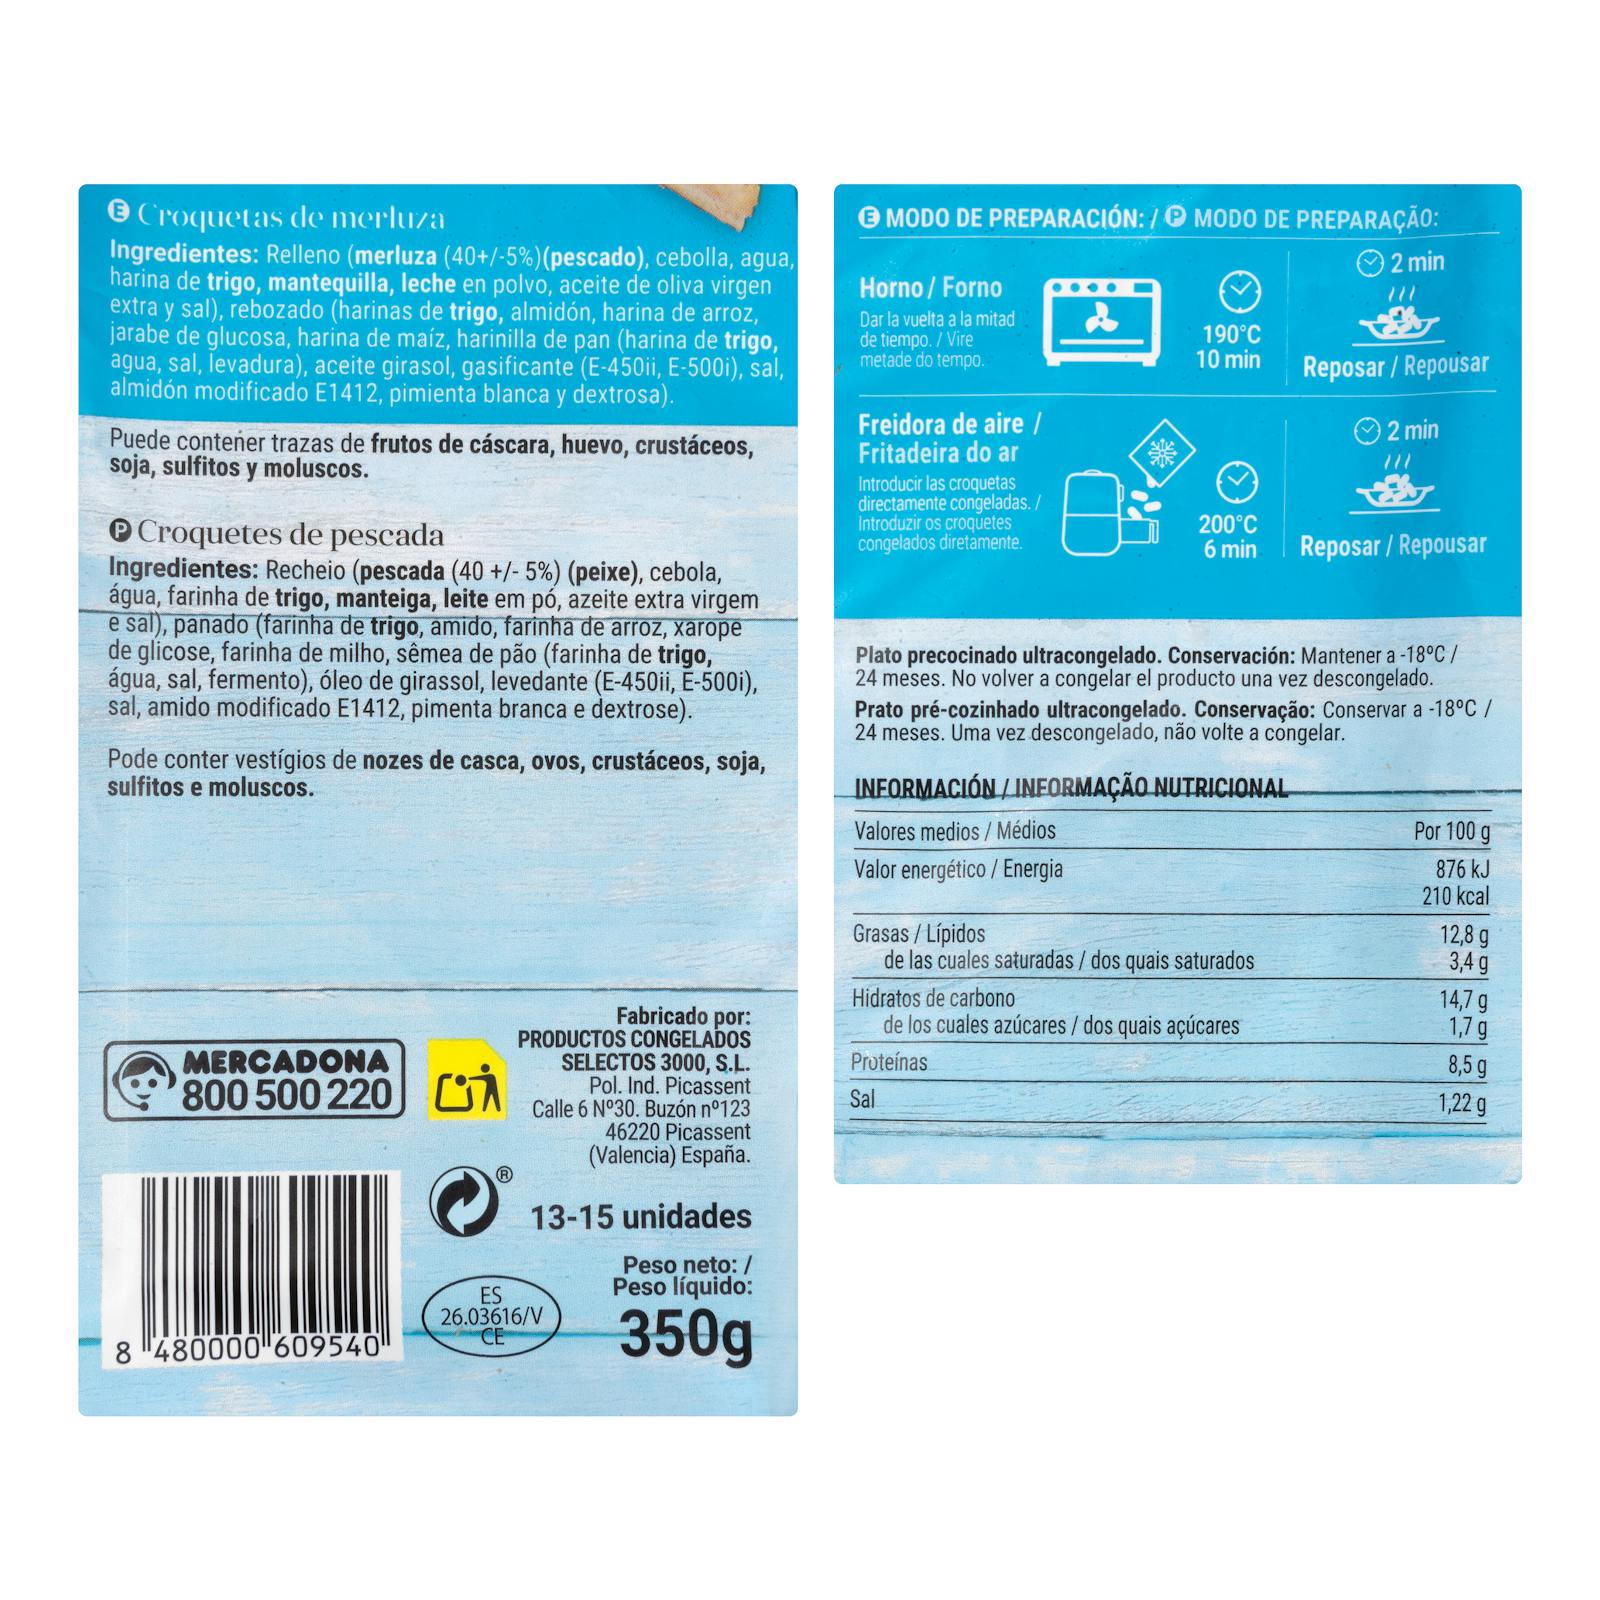 E Croquetas de merluza
Ingredientes: Relleno (merluza (40+/-5%)(pescado), cebolla, agua,
harina de trigo, mantequilla, leche en polvo, aceite de oliva virgen
extra y sal), rebozado (harinas de trigo, almidón, harina de arroz,
jarabe de glucosa, harina de maíz, harinilla de pan (harina de trigo,
agua, sal, levadura), aceite girasol, gasificante (E-450ii, E-500i), sal,
almidón modificado E1412, pimienta blanca y dextrosa).
Puede contener trazas de frutos de cáscara, huevo, crustáceos,
soja, sulfitos y moluscos.
P Croquetes de pescada
Ingredientes: Recheio (pescada (40 +/- 5%) (peixe), cebola,
água, farinha de trigo, manteiga, leite em pó, azeite extra virgem
e sal), panado (farinha de trigo, amido, farinha de arroz, xarope
de glicose, farinha de milho, sêmea de pão (farinha de trigo,
água, sal, fermento), óleo de girassol, levedante (E-450ii, E-500i),
sal, amido modificado E1412, pimenta branca e dextrose).
Pode conter vestígios de nozes de casca, ovos, crustáceos, soja,
sulfitos e moluscos.
MERCADONA
800 500 220
Fabricado por:
PRODUCTOS CONGELADOS
SELECTOS 3000, S.L.
Pol. Ind. Picassent
Calle 6 Nº30. Buzón nº123
46220 Picassent
(Valencia) España.
®
13-15 unidades
Peso neto: /
Peso líquido:
350g
ES
26.03616/V
CE
8 480000 609540
E MODO DE PREPARACIÓN: / P MODO DE PREPARAÇÃO:
Horno / Forno
Dar la vuelta a la mitad
de tiempo. / Vire
metade do tempo.
190°C
10 min
2 min
Reposar / Repousar
Freidora de aire /
Fritadeira do ar
Introducir las croquetas
directamente congeladas. /
Introduzir os croquetes
congelados diretamente.
200°C
6 min
2 min
Reposar / Repousar
Plato precocinado ultracongelado. Conservación: Mantener a -18ºC /
24 meses. No volver a congelar el producto una vez descongelado.
Prato pré-cozinhado ultracongelado. Conservação: Conservar a -18ºC /
24 meses. Uma vez descongelado, não volte a congelar.
INFORMACIÓN / INFORMAÇÃO NUTRICIONAL
Valores medios / Médios Por 100 g
Valor energético / Energia 876 kJ
210 kcal
Grasas / Lípidos 12,8 g
de las cuales saturadas / dos quais saturados 3,4 g
Hidratos de carbono 14,7 g
de los cuales azúcares / dos quais açúcares 1,7 g
Proteínas 8,5 g
Sal 1,22 g